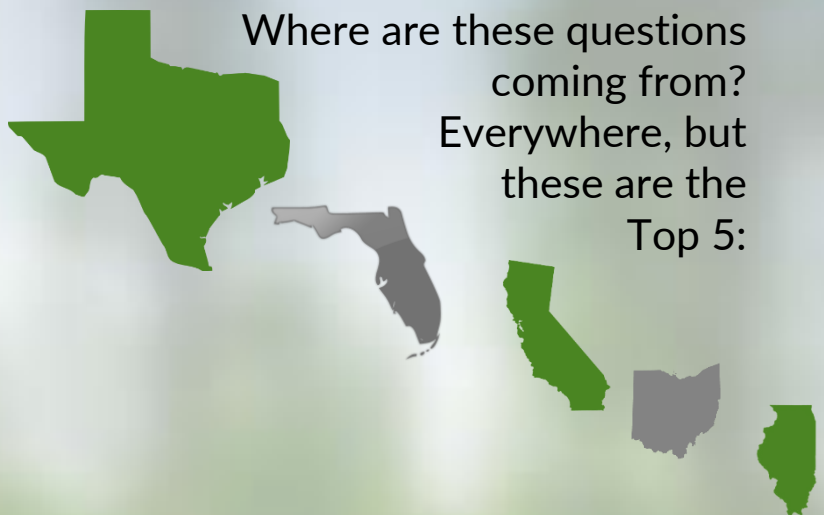 Where are these questions
coming from?
Everywhere, but
these are the
Top 5: